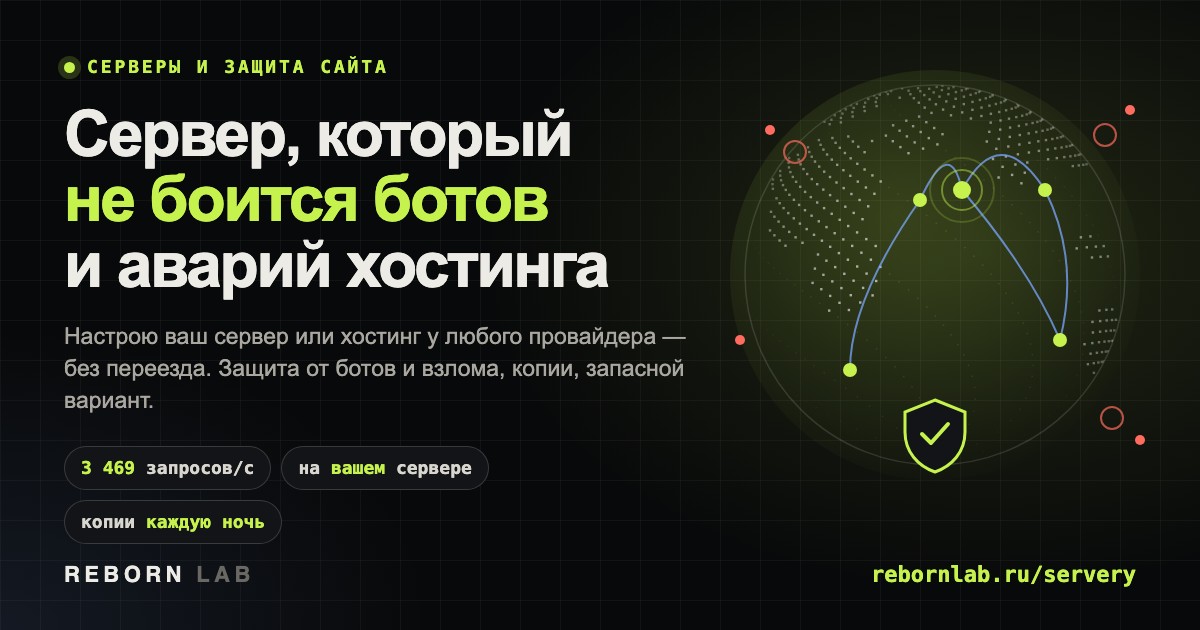 СЕРВЕРЫ И ЗАЩИТА САЙТА
Сервер, который
не боится ботов
и аварий хостинга
Настрою ваш сервер или хостинг у любого провайдера —
без переезда. Защита от ботов и взлома, копии, запасной
вариант.
3 469 запросов/с
на вашем сервере
копии каждую ночь
REBORN LAB
rebornlab.ru/servery